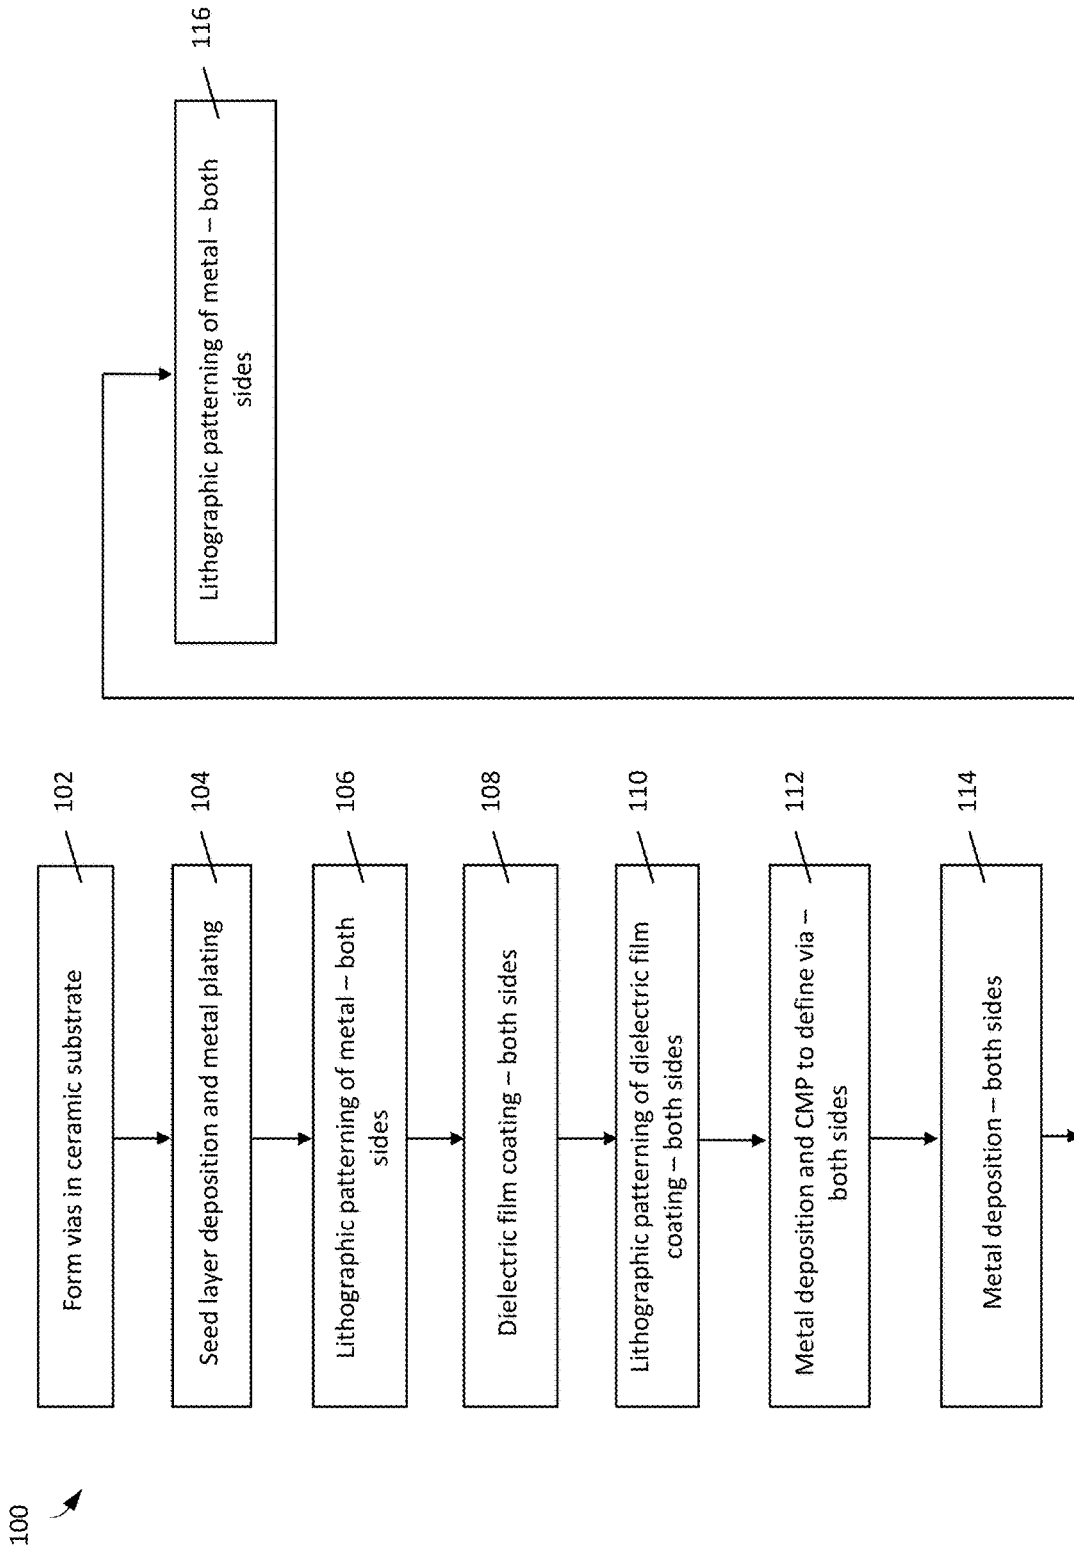 100
Form vias in ceramic substrate
102
Seed layer deposition and metal plating
104
Lithographic patterning of metal – both
sides
106
Dielectric film coating – both sides
108
Lithographic patterning of dielectric film
coating – both sides
110
Metal deposition and CMP to define via –
both sides
112
Metal deposition – both sides
114
Lithographic patterning of metal – both
sides
116